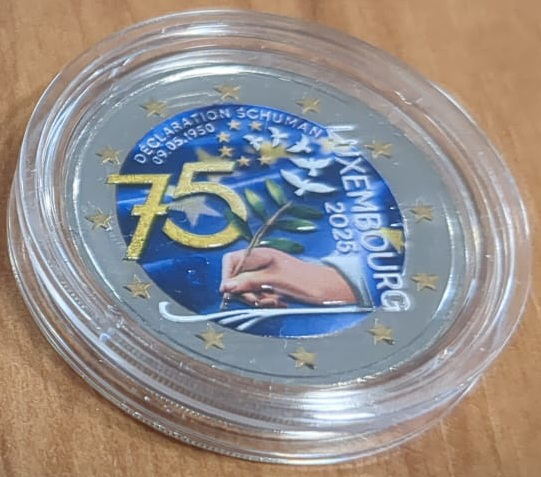 DÉCLARATION SCHUMAN
09.05.1950
75
LUXEMBOURG
2025